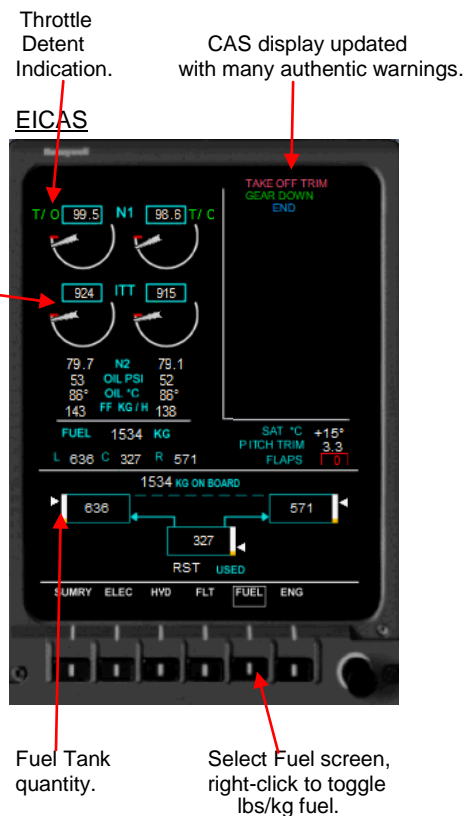 Throttle
Detent
Indication.
CAS display updated
with many authentic warnings.
EICAS
Honeywell
TAKE OFF TRIM
GEAR DOWN
END
T/O 99.5 N1 98.6 T/O
924 ITT 915
79.7 N2 79.1
53 OIL PSI 52
86° OIL °C 86°
143 FF KG/H 138
FUEL 1534 KG
L 636 C 327 R 571
SAT °C +15°
PITCH TRIM 3.3
FLAPS 0
1534 KG ON BOARD
636 571
327
RST USED
SUMRY ELEC HYD FLT FUEL ENG
Fuel Tank
quantity.
Select Fuel screen,
right-click to toggle
lbs/kg fuel.